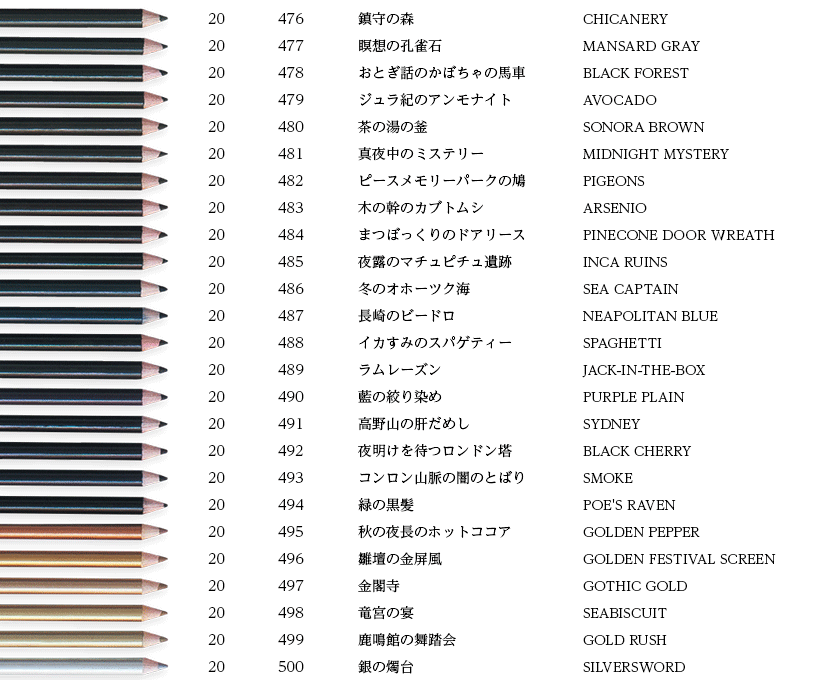 20 476 鎮守の森 CHICANERY
20 477 瞑想の孔雀石 MANSARD GRAY
20 478 おとぎ話のかぼちゃの馬車 BLACK FOREST
20 479 ジュラ紀のアンモナイト AVOCADO
20 480 茶の湯の釜 SONORA BROWN
20 481 真夜中のミステリー MIDNIGHT MYSTERY
20 482 ピースメモリーパークの鳩 PIGEONS
20 483 木の幹のカブトムシ ARSENIO
20 484 まつぼっくりのドアリース PINECONE DOOR WREATH
20 485 夜露のマチュピチュ遺跡 INCA RUINS
20 486 冬のオホーツク海 SEA CAPTAIN
20 487 長崎のビードロ NEAPOLITAN BLUE
20 488 イカすみのスパゲティー SPAGHETTI
20 489 ラムレーズン JACK-IN-THE-BOX
20 490 藍の絞り染め PURPLE PLAIN
20 491 高野山の肝だめし SYDNEY
20 492 夜明けを待つロンドン塔 BLACK CHERRY
20 493 コンロン山脈の闇のとばり SMOKE
20 494 緑の黒髪 POE'S RAVEN
20 495 秋の夜長のホットココア GOLDEN PEPPER
20 496 雛壇の金屏風 GOLDEN FESTIVAL SCREEN
20 497 金閣寺 GOTHIC GOLD
20 498 竜宮の宴 SEABISCUIT
20 499 鹿鳴館の舞踏会 GOLD RUSH
20 500 銀の燭台 SILVERSWORD